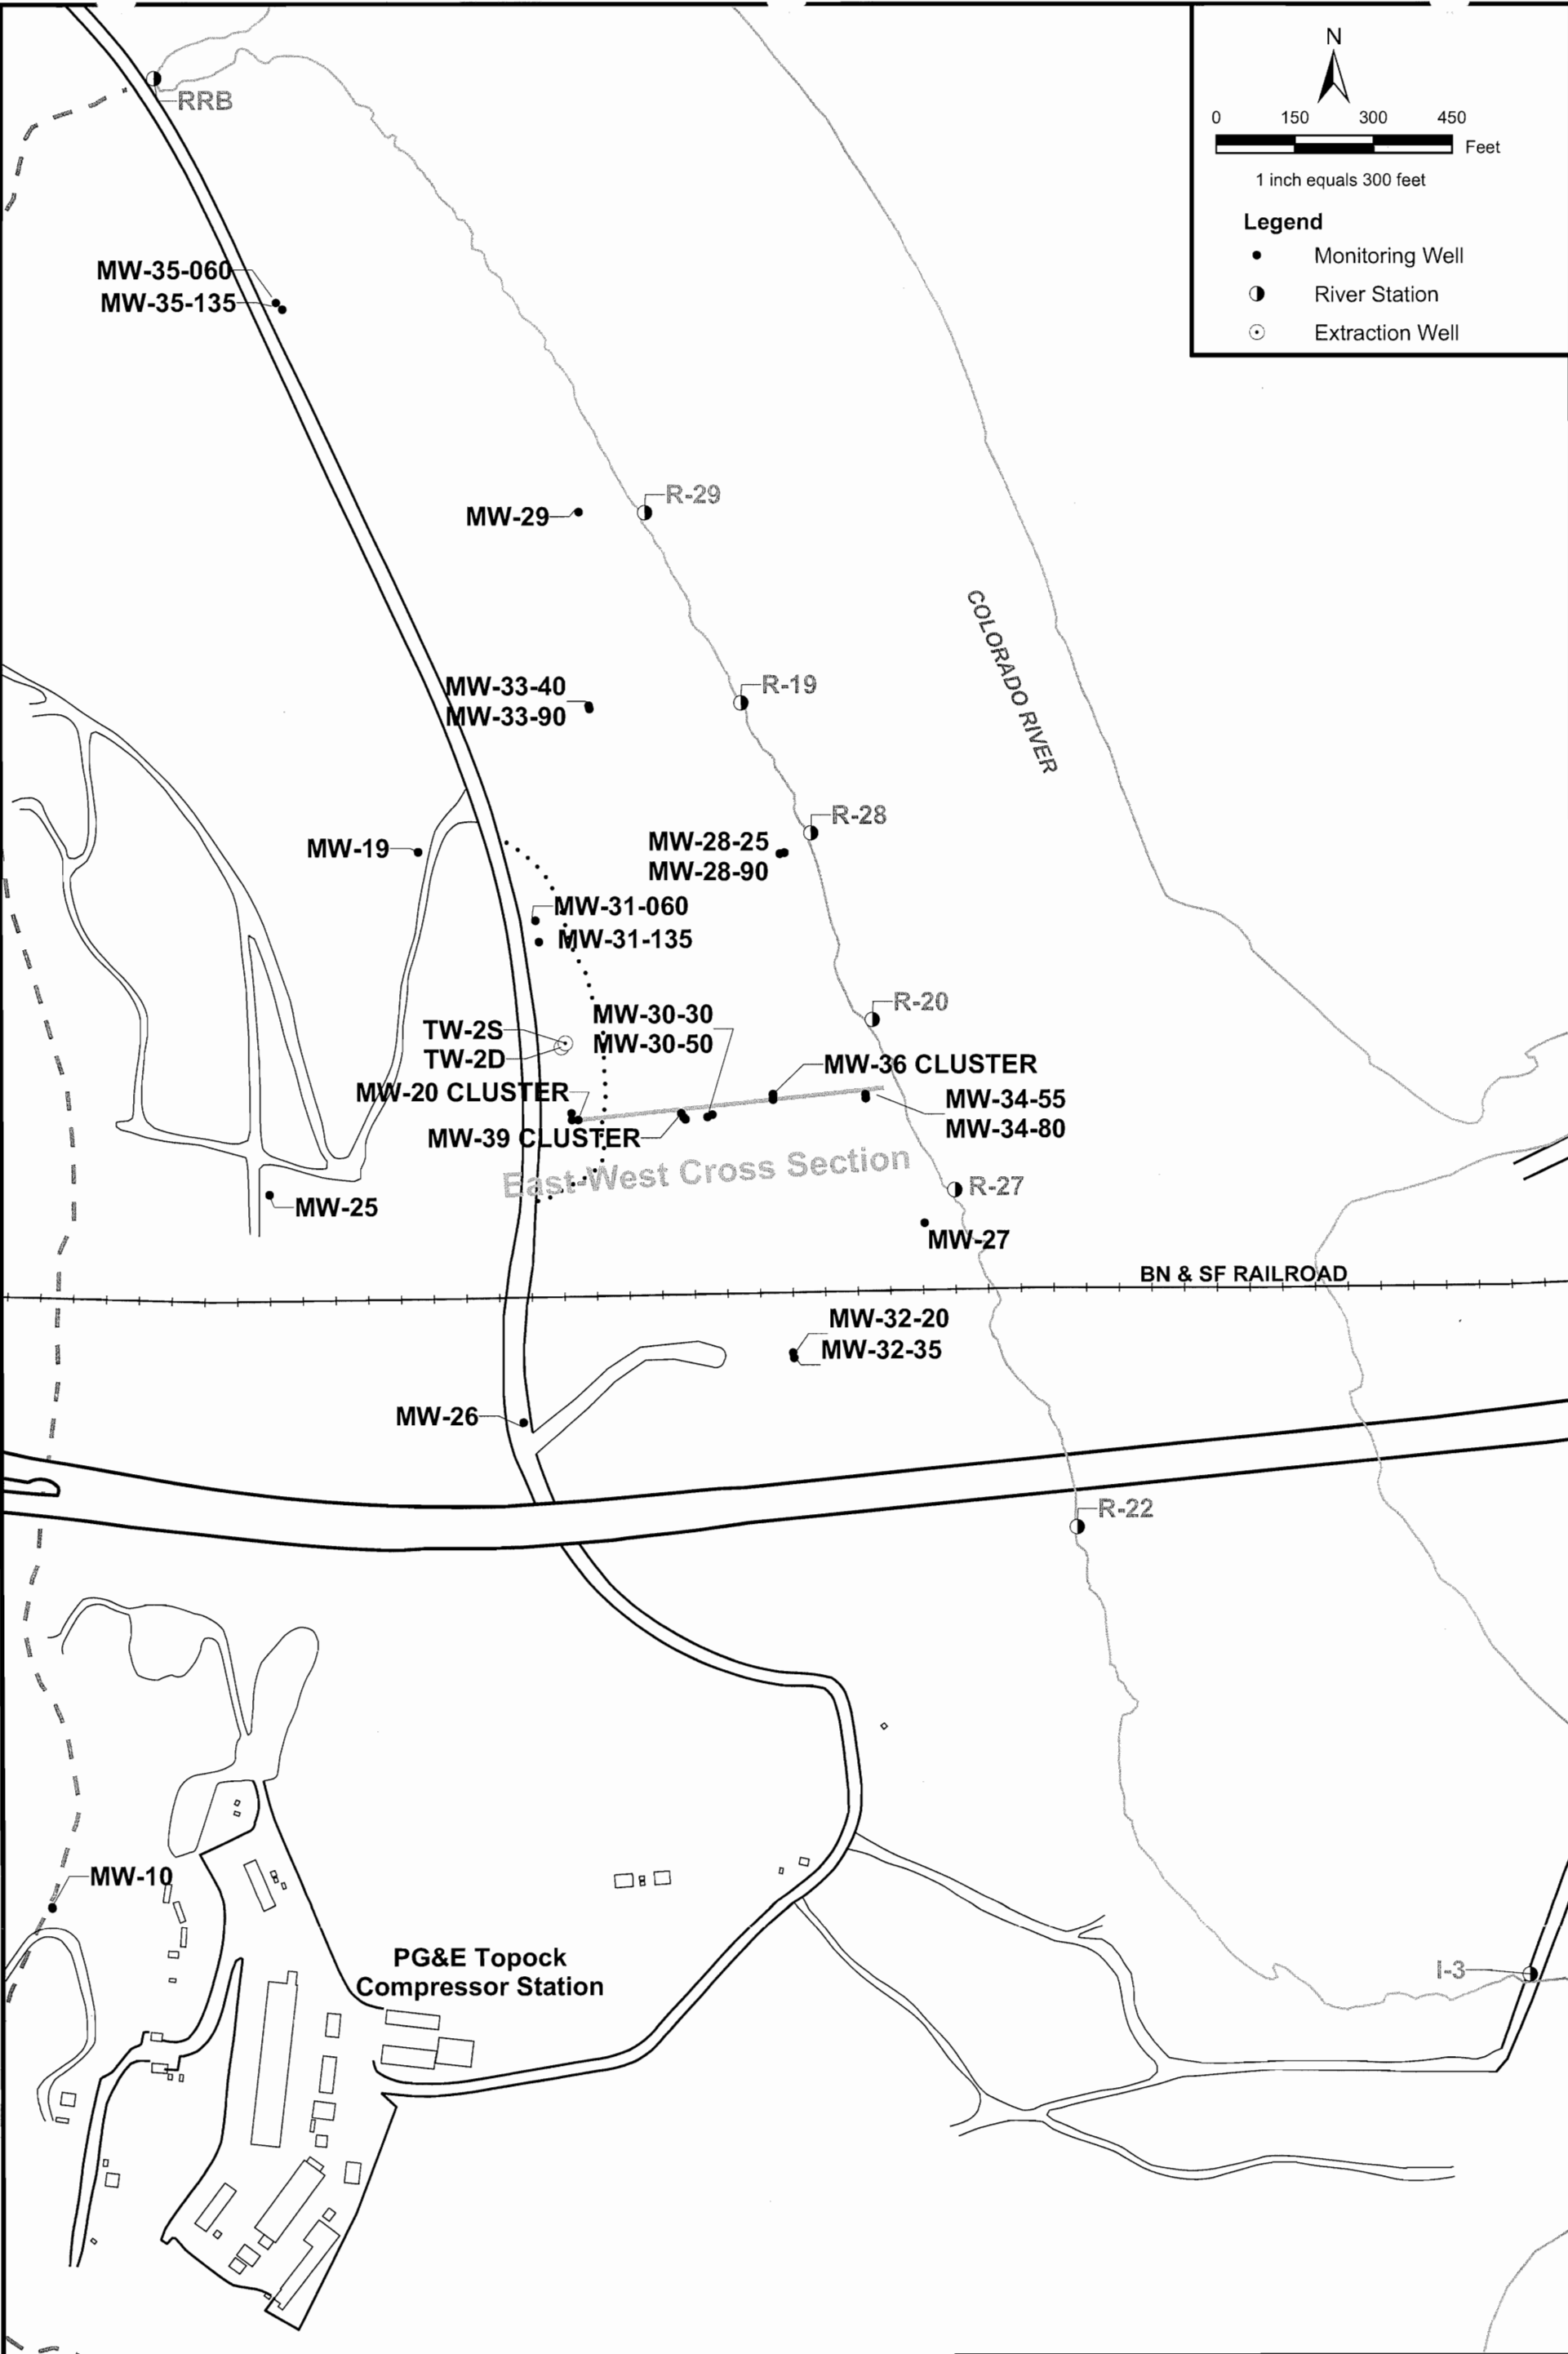 N
0 150 300 450
Feet
1 inch equals 300 feet
Legend
Monitoring Well
River Station
Extraction Well
RRB
MW-35-060
MW-35-135
R-29
MW-29
COLORADO RIVER
MW-33-40
MW-33-90
R-19
R-28
MW-19
MW-28-25
MW-28-90
MW-31-060
MW-31-135
R-20
MW-30-30
MW-30-50
TW-2S
TW-2D
MW-36 CLUSTER
MW-20 CLUSTER
MW-34-55
MW-34-80
MW-39 CLUSTER
East-West Cross Section
R-27
MW-25
MW-27
BN & SF RAILROAD
MW-32-20
MW-32-35
MW-26
R-22
MW-10
PG&E Topock
Compressor Station
I-3